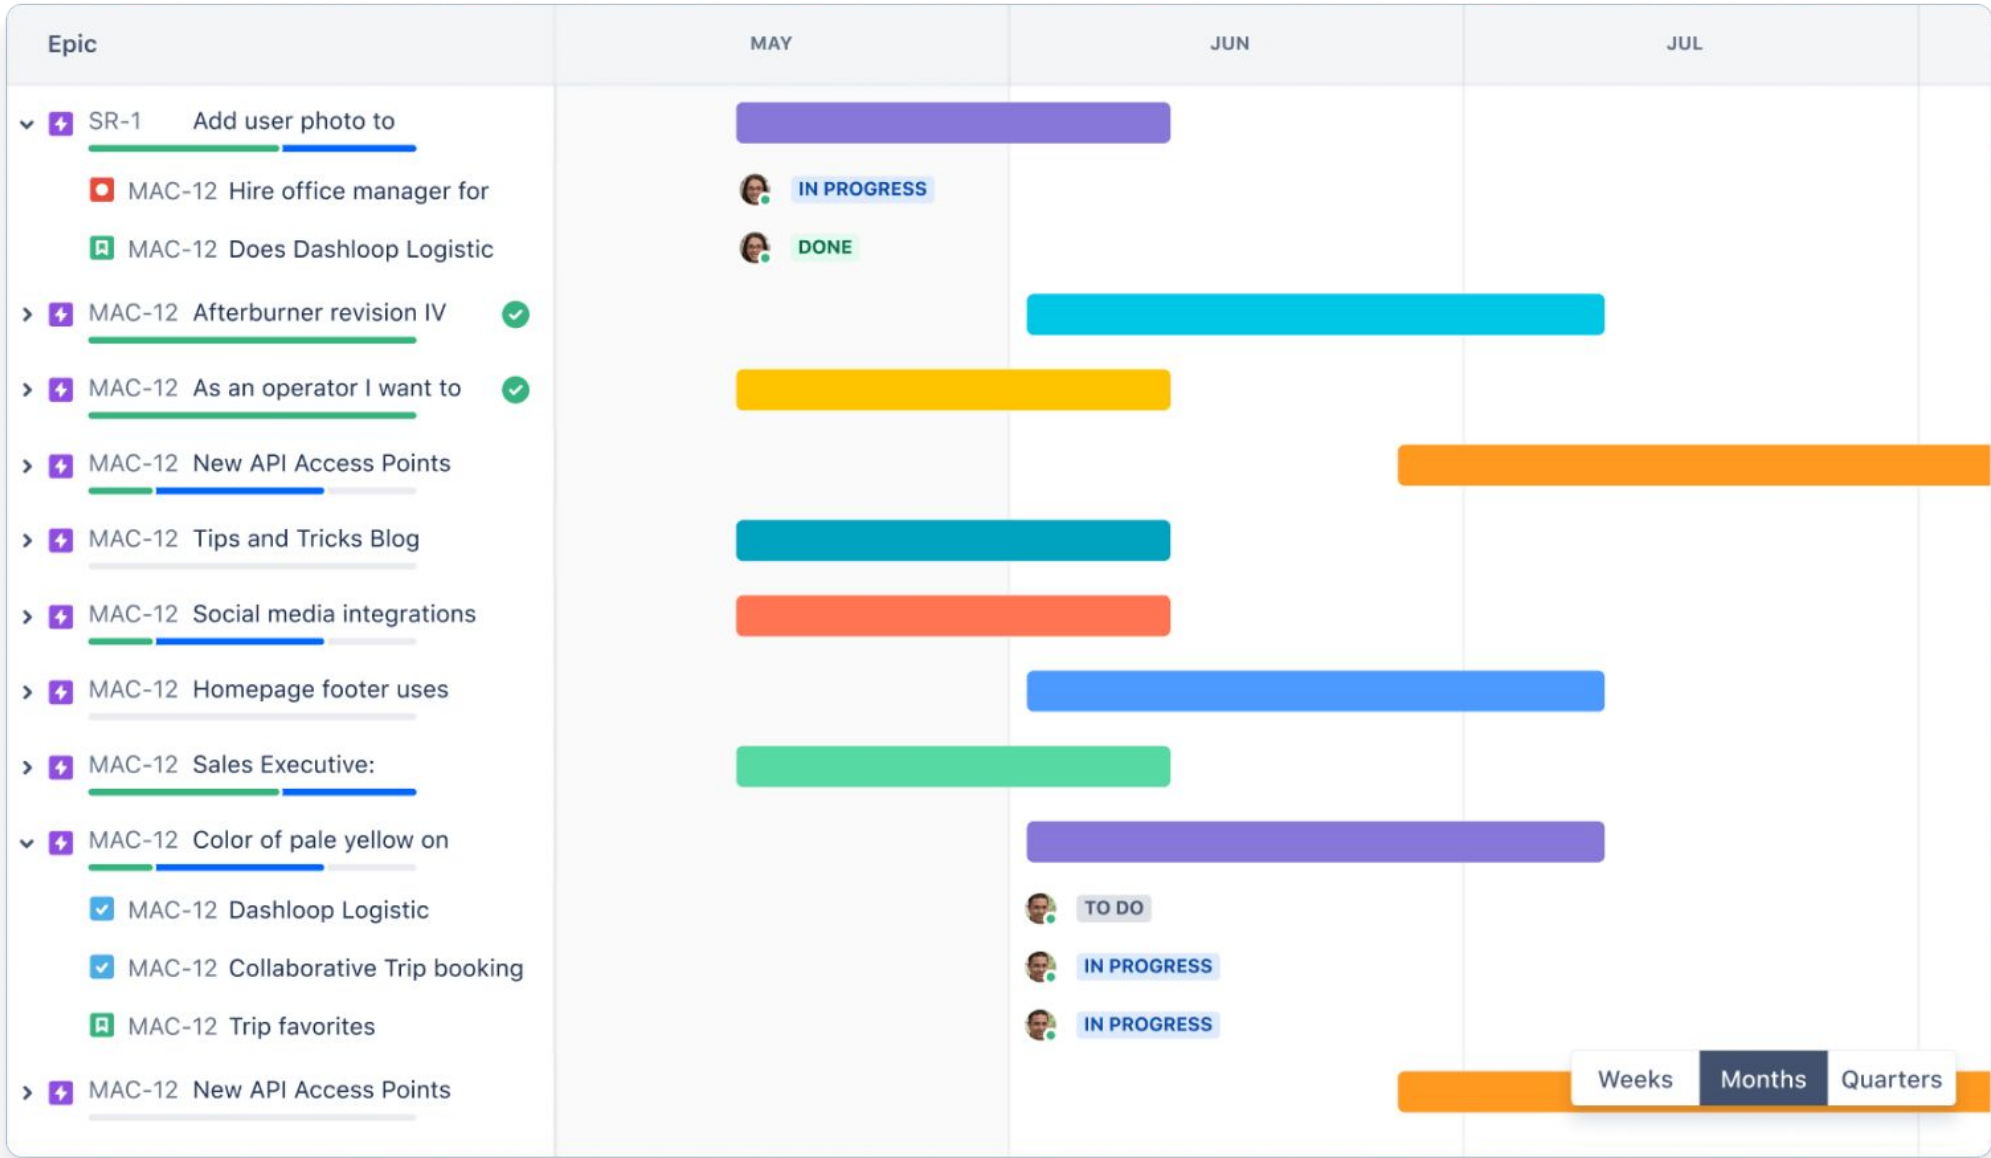 Epic MAY JUN JUL
SR-1 Add user photo to
MAC-12 Hire office manager for IN PROGRESS
MAC-12 Does Dashloop Logistic DONE
MAC-12 Afterburner revision IV
MAC-12 As an operator I want to
MAC-12 New API Access Points
MAC-12 Tips and Tricks Blog
MAC-12 Social media integrations
MAC-12 Homepage footer uses
MAC-12 Sales Executive:
MAC-12 Color of pale yellow on
MAC-12 Dashloop Logistic TO DO
MAC-12 Collaborative Trip booking IN PROGRESS
MAC-12 Trip favorites IN PROGRESS
Weeks Months Quarters
MAC-12 New API Access Points